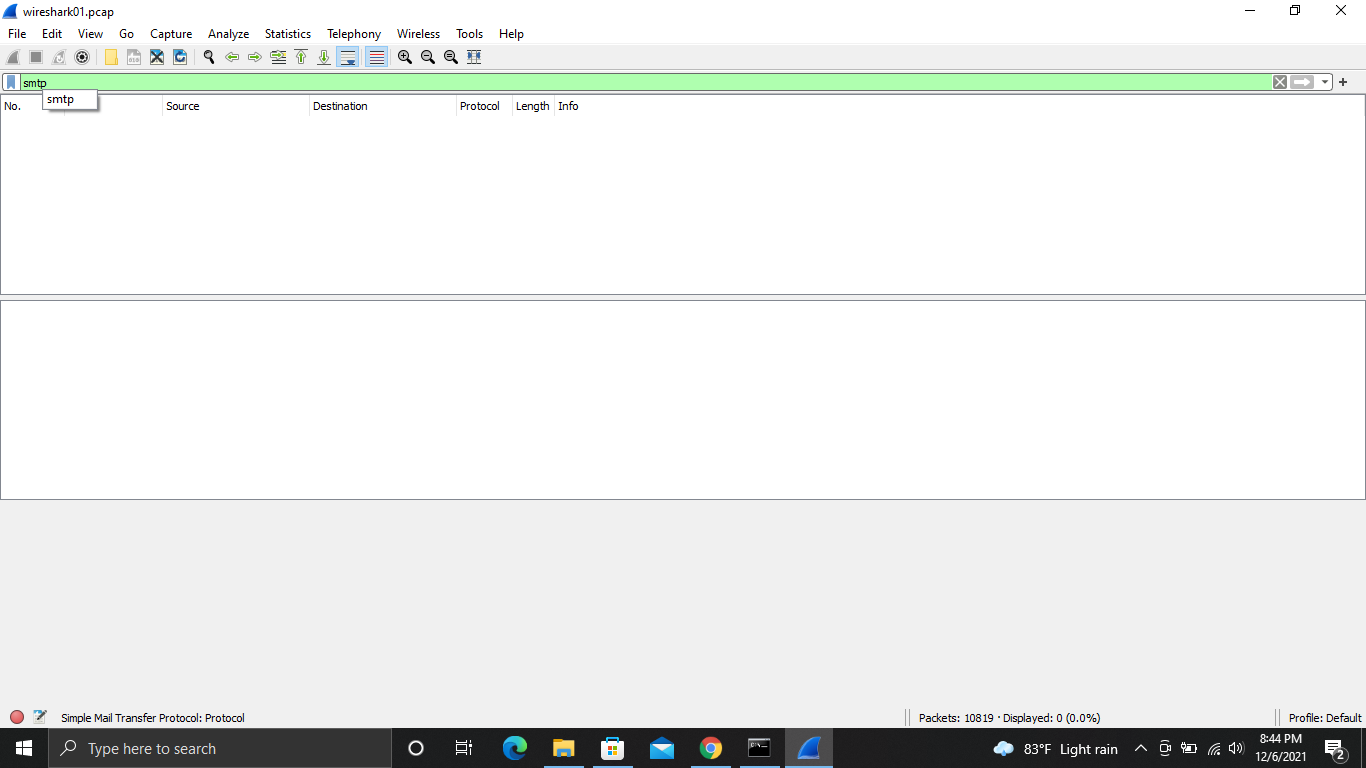 wireshark01.pcap
File Edit View Go Capture Analyze Statistics Telephony Wireless Tools Help
smtp
smtp
No. Source Destination Protocol Length Info
Simple Mail Transfer Protocol: Protocol Packets: 10819 · Displayed: 0 (0.0%) Profile: Default
Type here to search 83°F Light rain 8:44 PM
12/6/2021 2